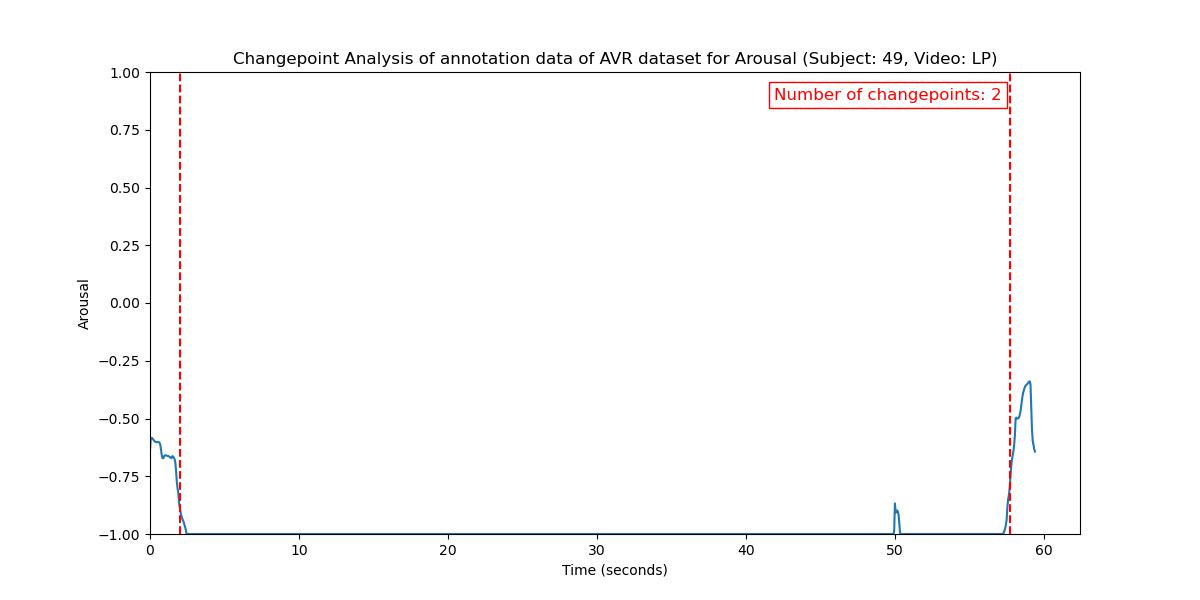 Changepoint Analysis of annotation data of AVR dataset for Arousal (Subject: 49, Video: LP)
Number of changepoints: 2
1.00
0.75
0.50
0.25
0.00
−0.25
−0.50
−0.75
−1.00
Arousal
0 10 20 30 40 50 60
Time (seconds)